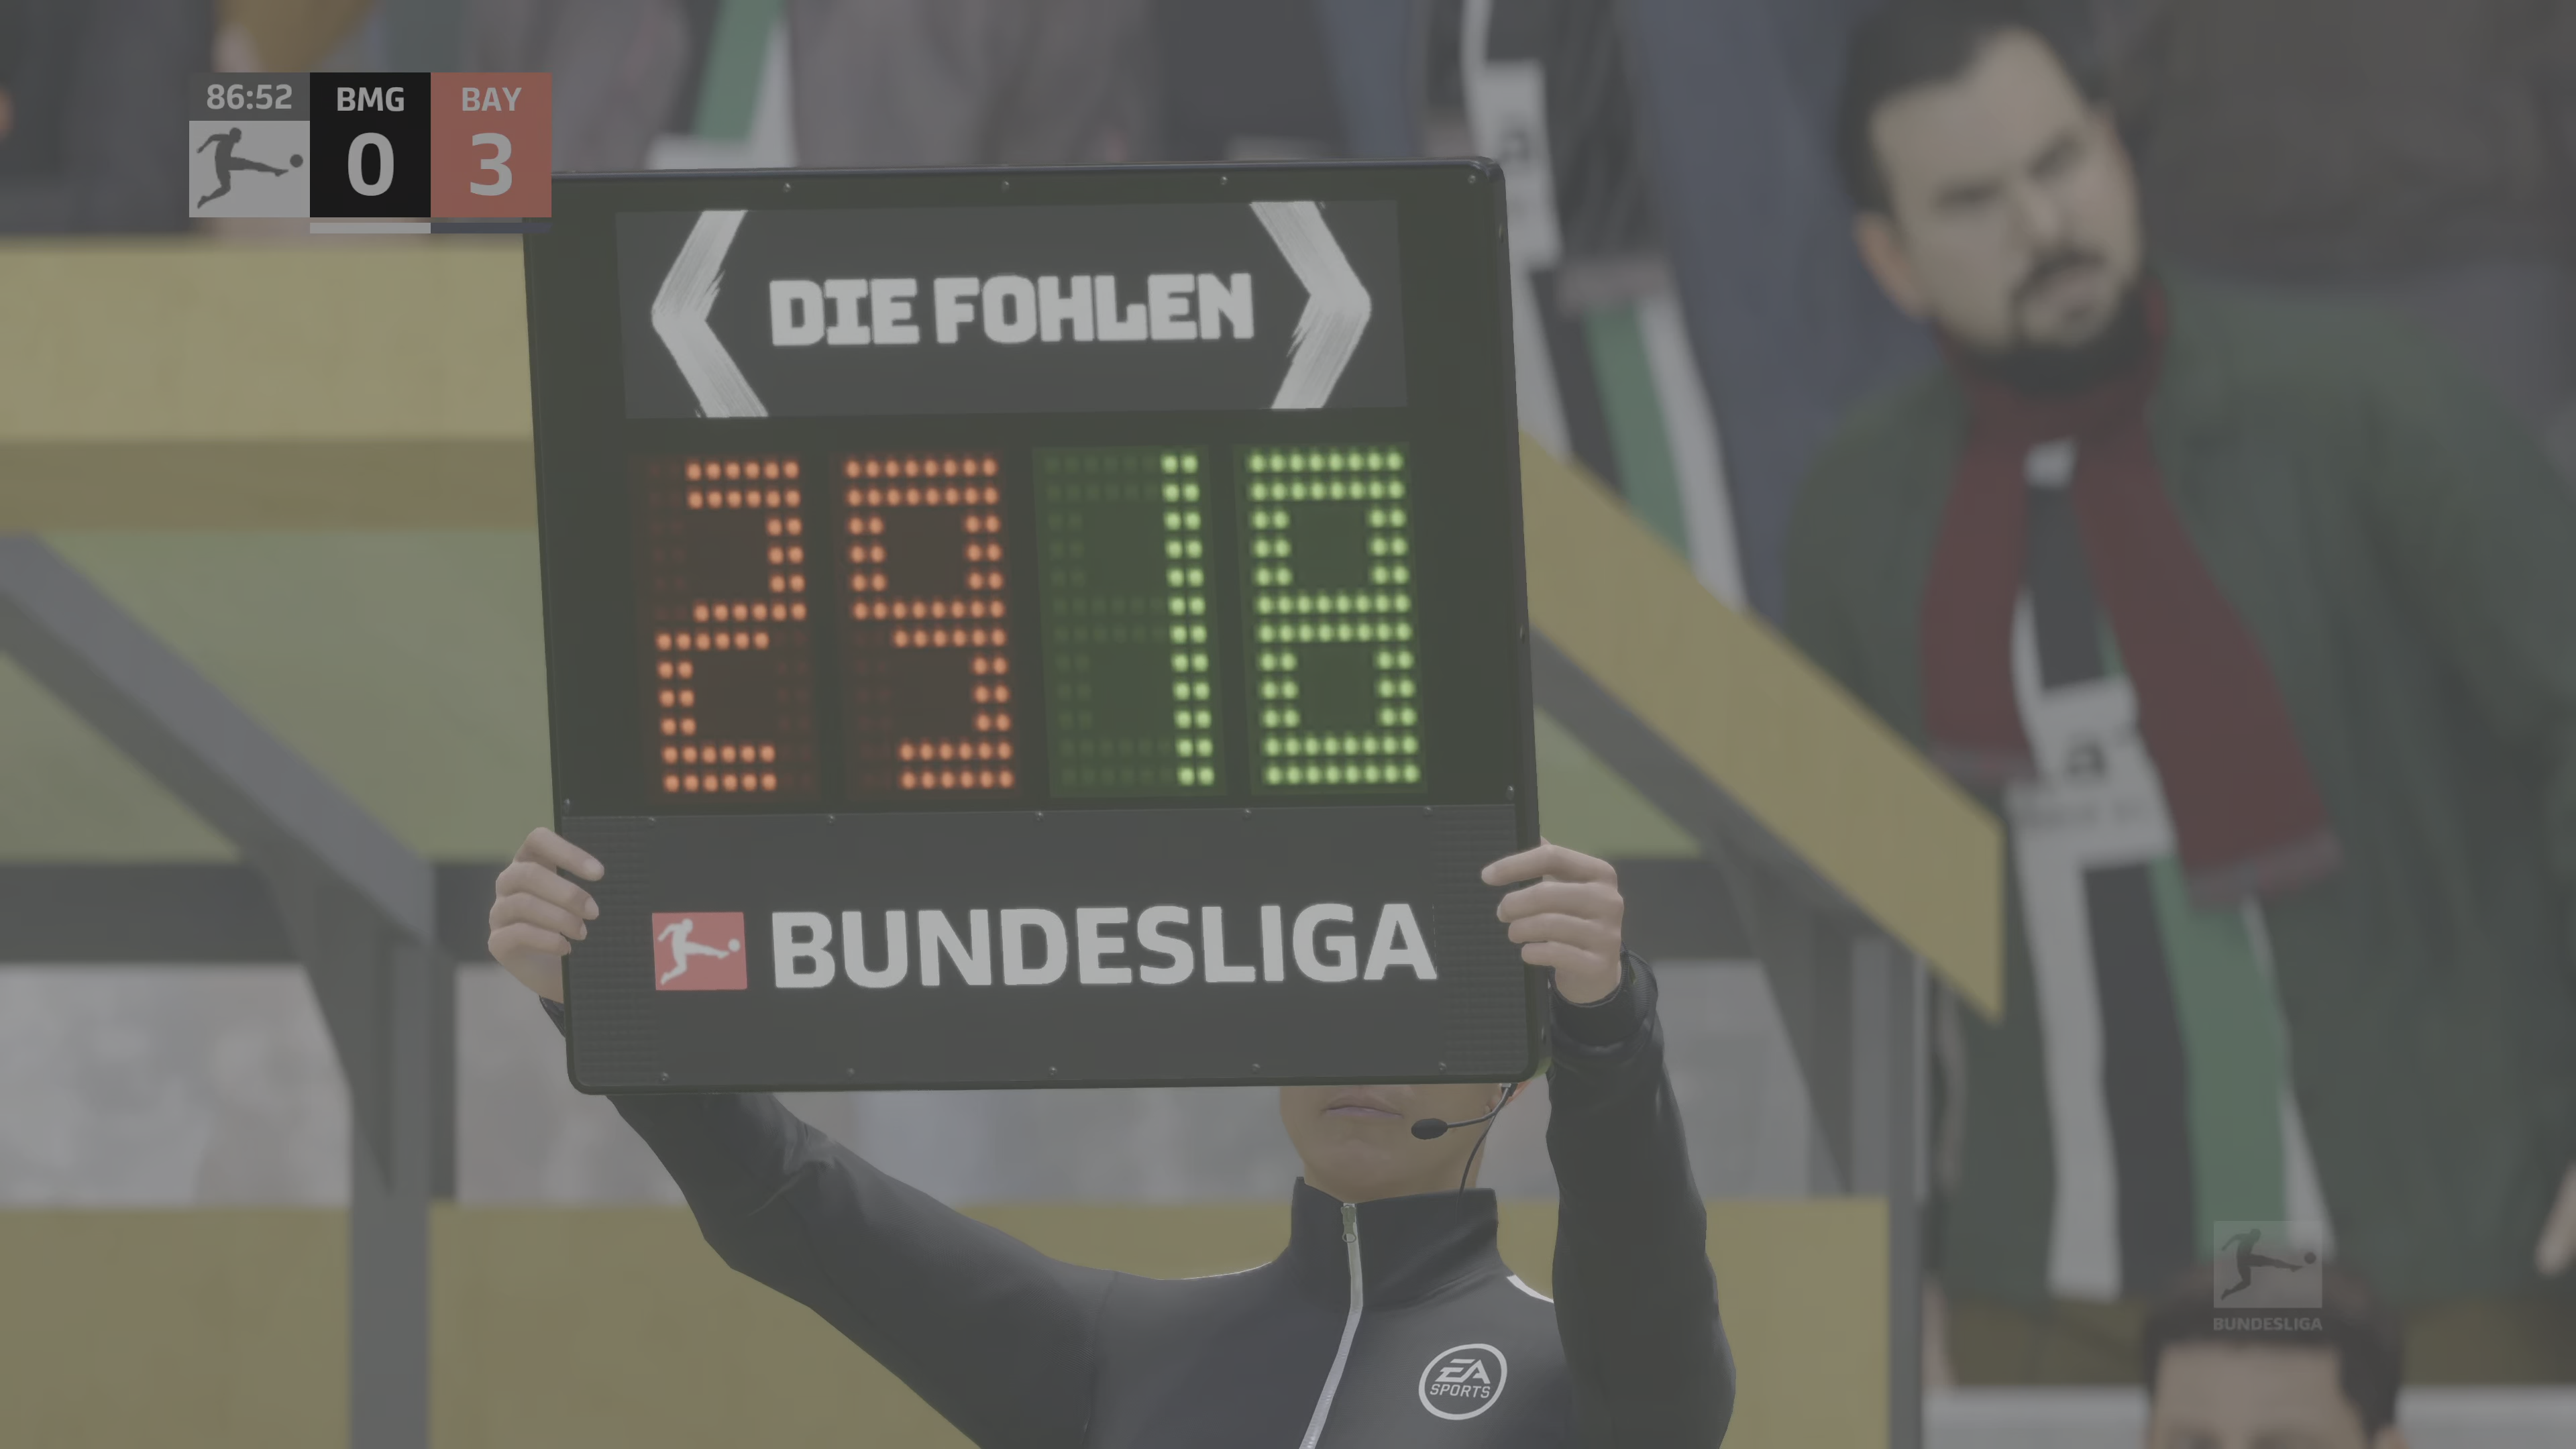 86:52 BMG BAY
0 3
DIE FOHLEN
29 18
BUNDESLIGA
EA
SPORTS
BUNDESLIGA